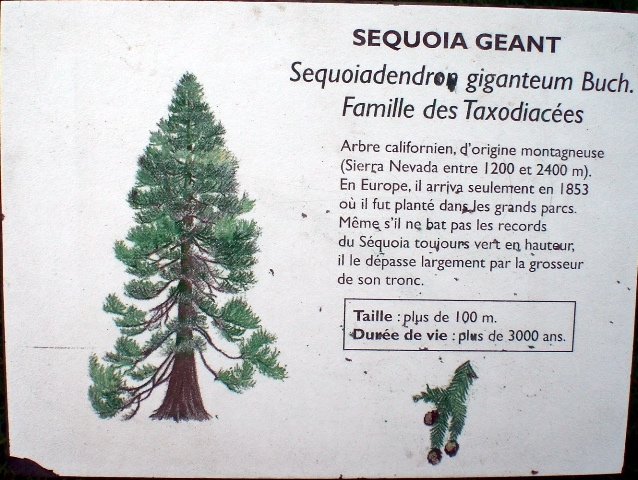 SEQUOIA GEANT
Sequoiadendron giganteum Buch.
Famille des Taxodiacées
Arbre californien, d'origine montagneuse
(Sierra Nevada entre 1200 et 2400 m).
En Europe, il arriva seulement en 1853
où il fut planté dans les grands parcs.
Même s'il ne bat pas les records
du Séquoia toujours vert en hauteur,
il le dépasse largement par la grosseur
de son tronc.
Taille : plus de 100 m.
Durée de vie : plus de 3000 ans.